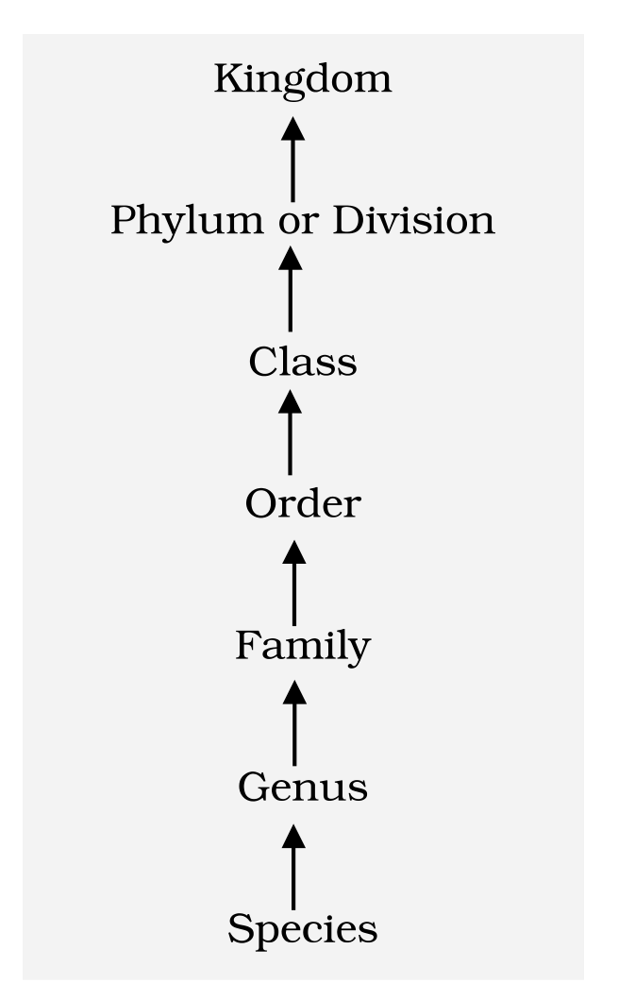 Kingdom
Phylum or Division
Class
Order
Family
Genus
Species